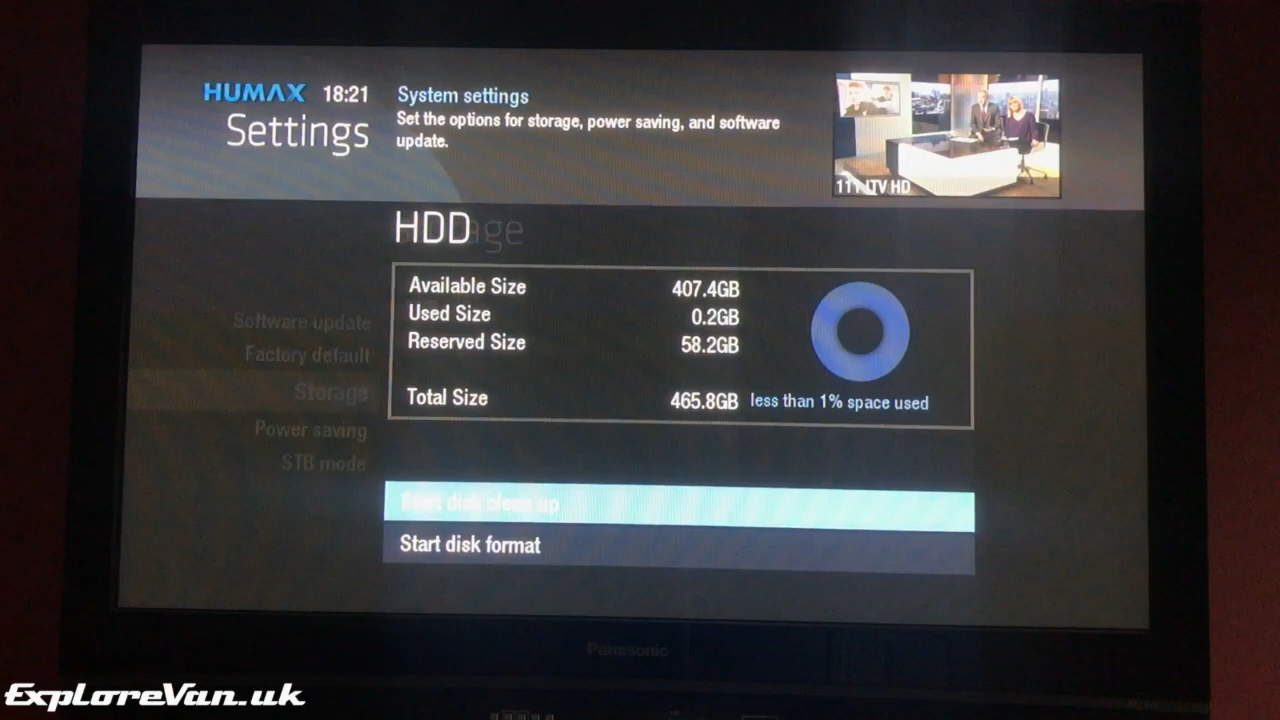 HUMAX 18:21
Settings
System settings
Set the options for storage, power saving, and software
update.
111 ITV HD
HDD
Available Size 407.4GB
Used Size 0.2GB
Reserved Size 58.2GB
Total Size 465.8GB less than 1% space used
Software update
Factory default
Storage
Power saving
STB mode
Start disk clean up
Start disk format
Panasonic
ExploreVan.uk